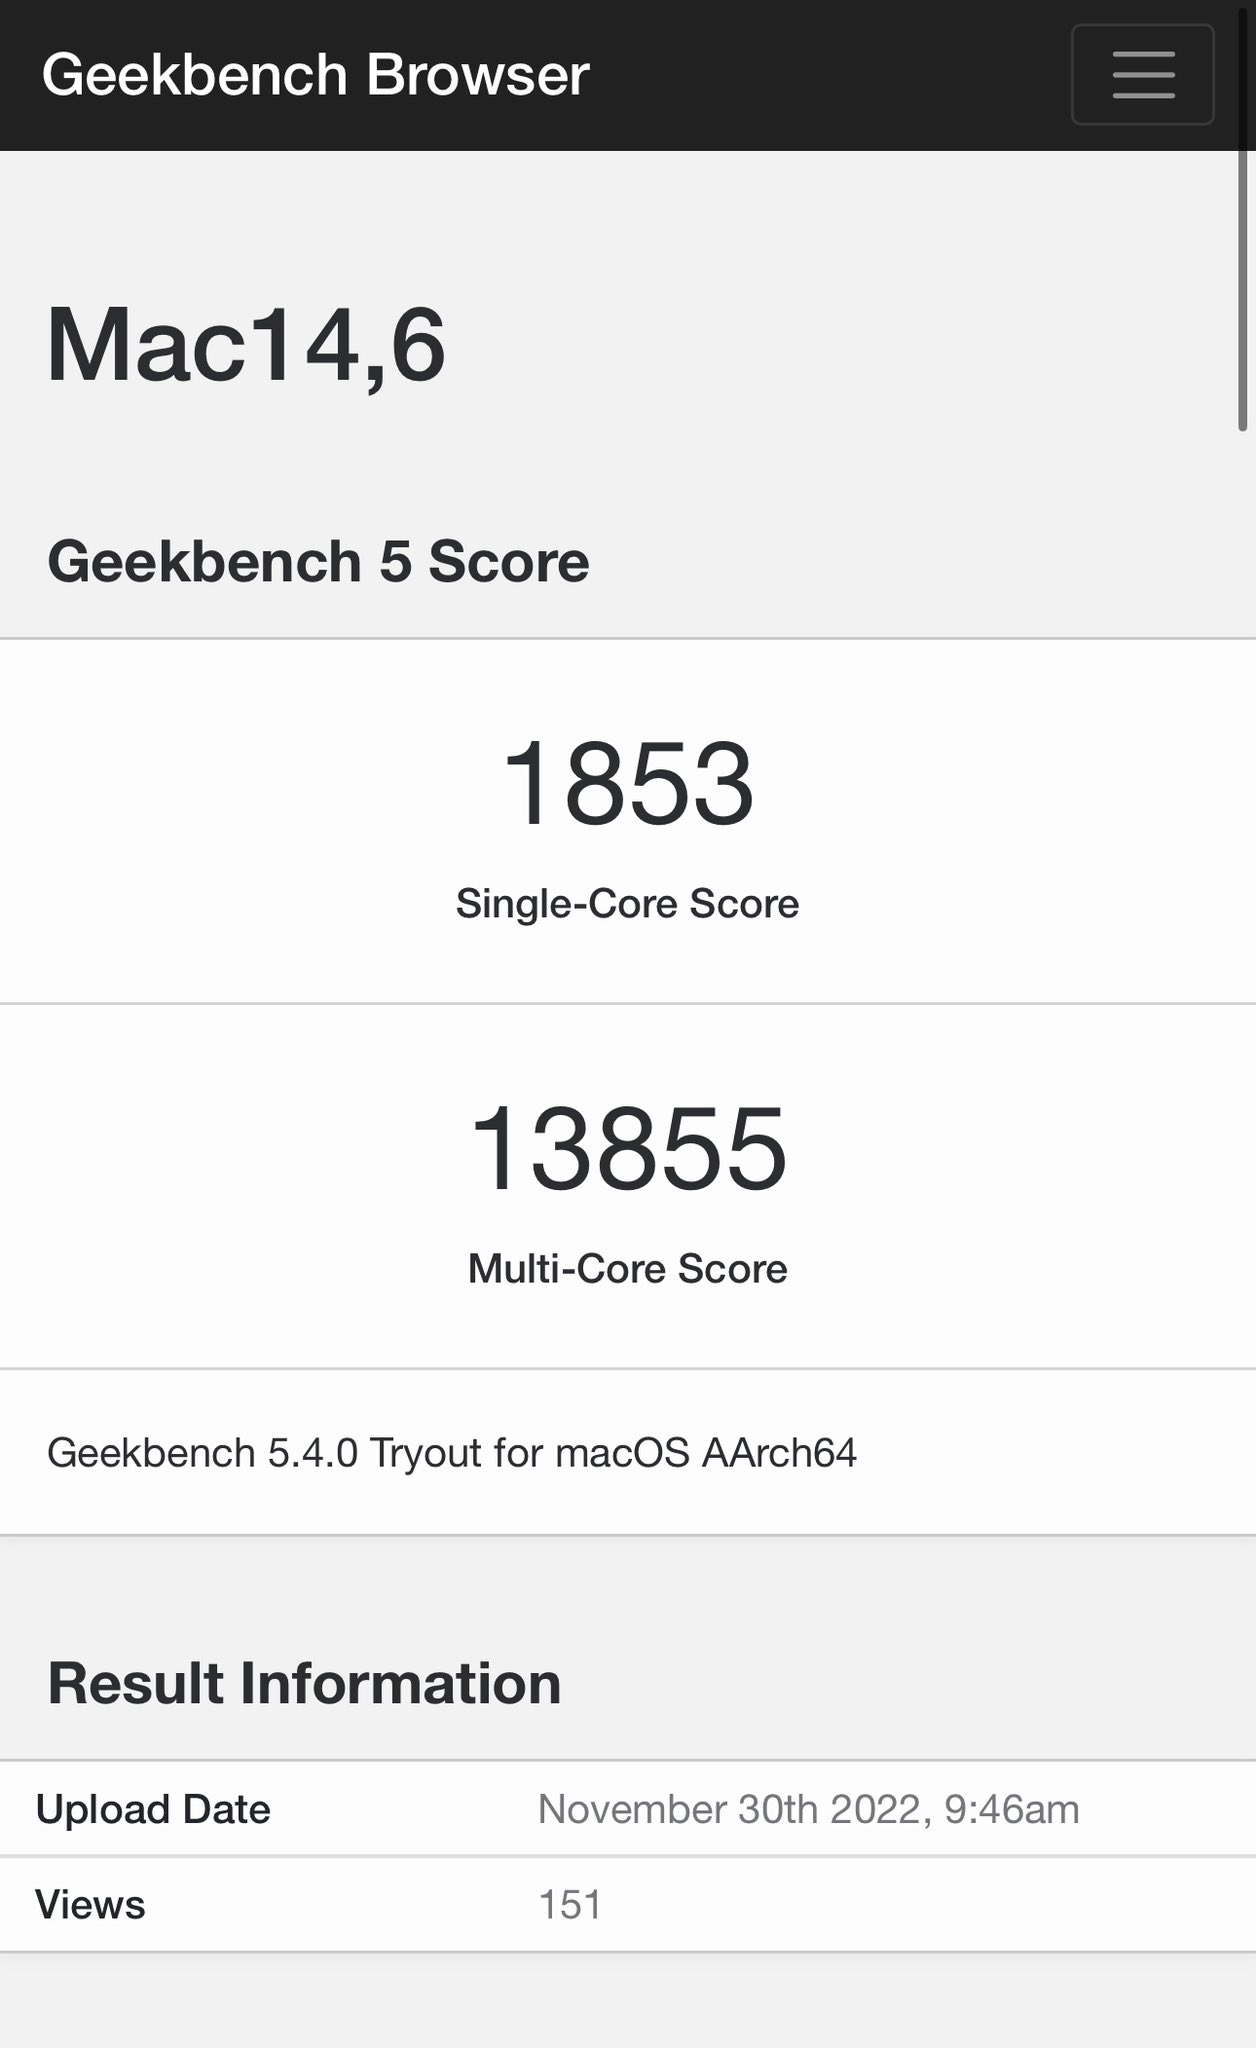 Geekbench Browser
Mac14,6
Geekbench 5 Score
1853
Single-Core Score
13855
Multi-Core Score
Geekbench 5.4.0 Tryout for macOS AArch64
Result Information
Upload Date November 30th 2022, 9:46am
Views 151